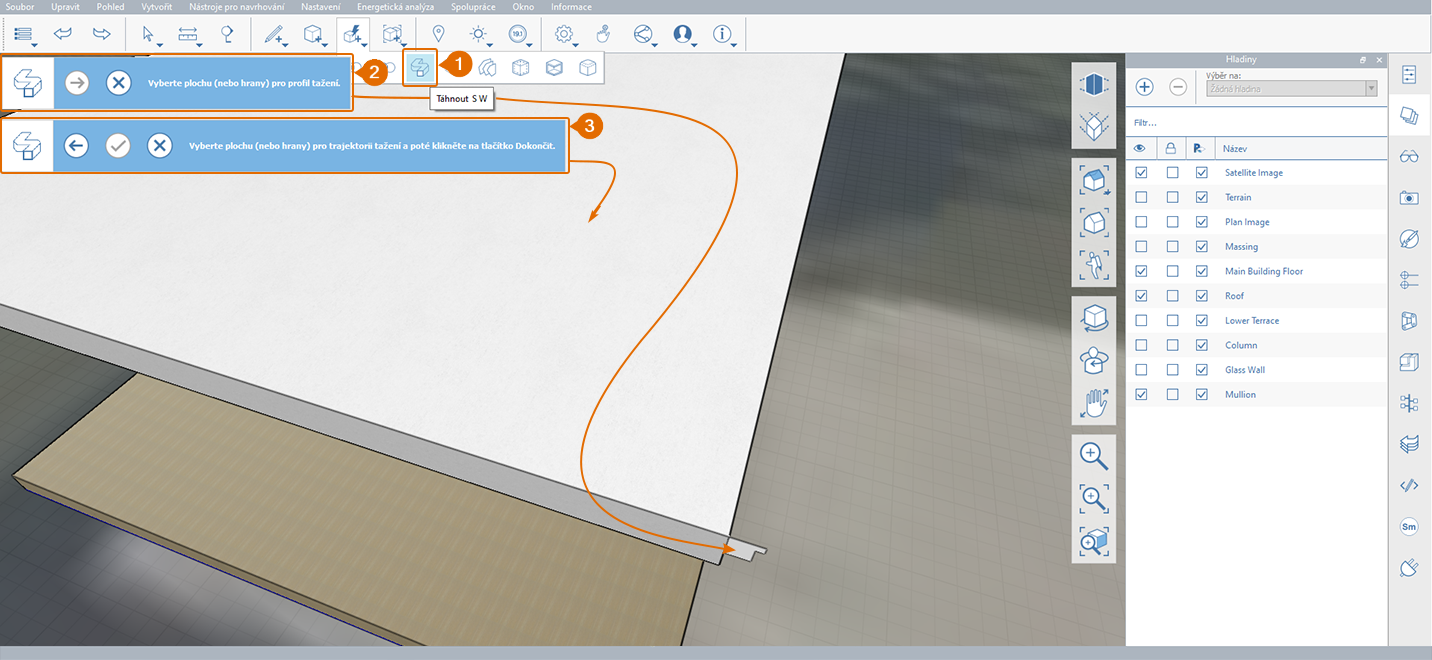 Soubor Upravit Pohled Vytvořit Nástroje pro navrhování Nastavení Energetická analýza Spolupráce Okno Informace
19:1
1
2
Vyberte plochu (nebo hrany) pro profil tažení.
Táhnout S W
3
Vyberte plochu (nebo hrany) pro trajektorii tažení a poté klikněte na tlačítko Dokončit.
Hladiny
Výběr na:
Žádná hladina
Filtr...
Název
Satellite Image
Terrain
Plan Image
Massing
Main Building Floor
Roof
Lower Terrace
Column
Glass Wall
Mullion
Sm